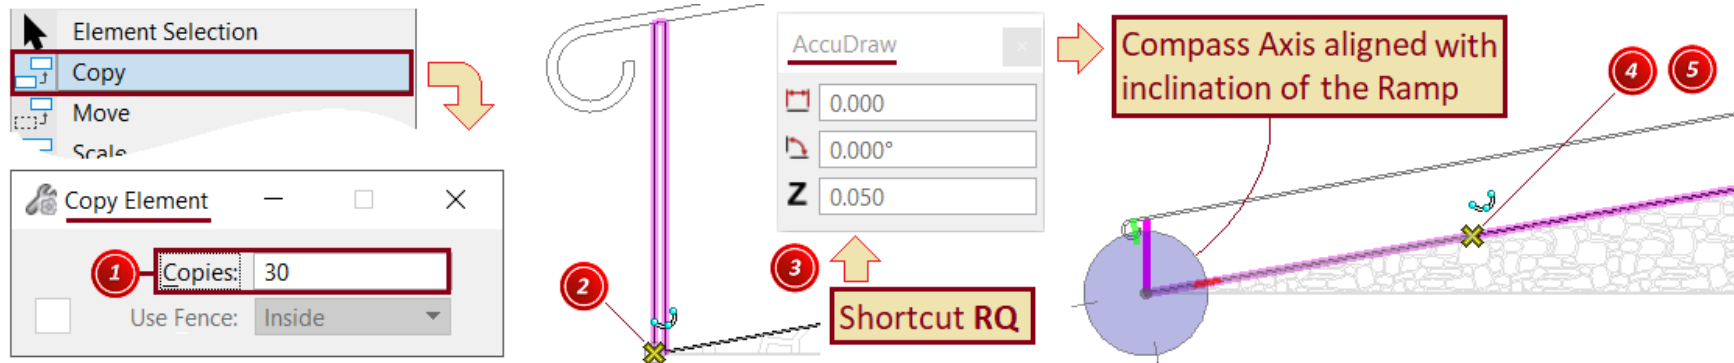 Element Selection
Copy
Move
Scale
Copy Element
1
Copies: 30
Use Fence: Inside
2
AccuDraw
0.000
0.000°
Z 0.050
3
Shortcut RQ
Compass Axis aligned with
inclination of the Ramp
4 5